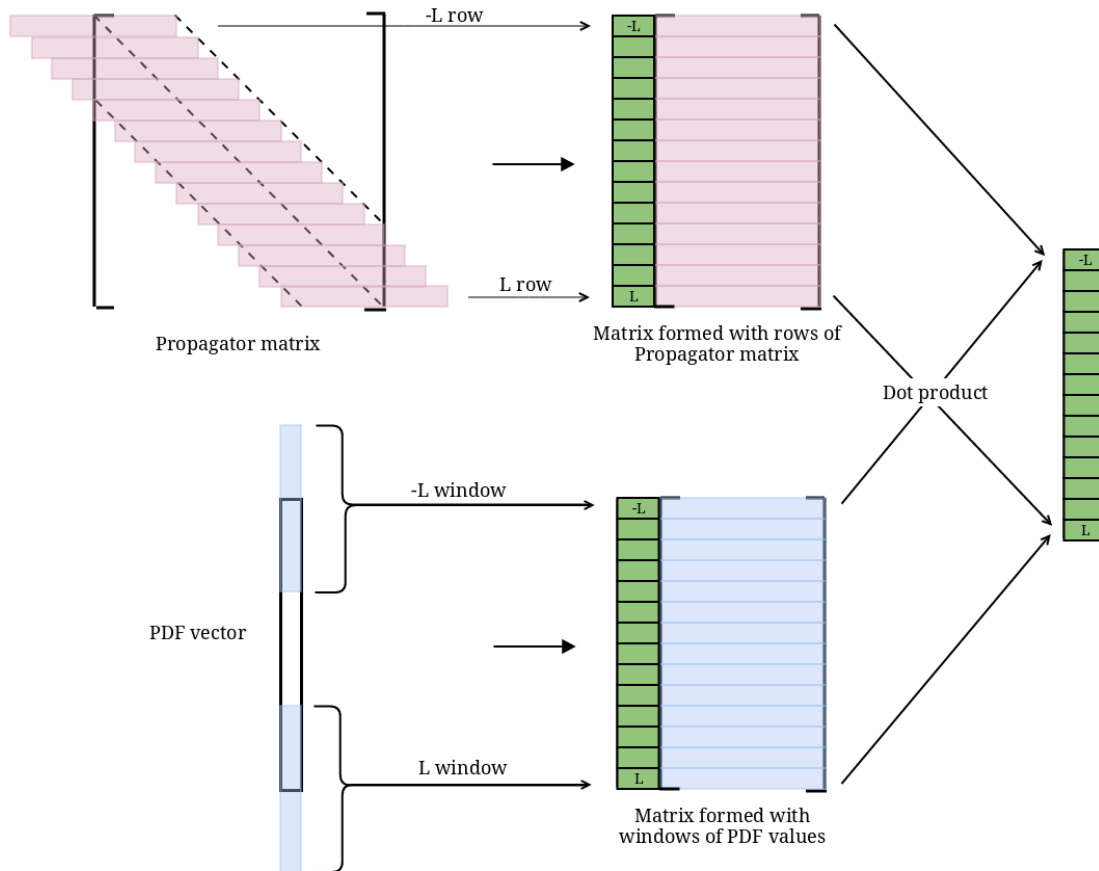 -L row
-L
L row
L
Propagator matrix
Matrix formed with rows of
Propagator matrix
-L
Dot product
L
-L window
-L
PDF vector
L window
L
Matrix formed with
windows of PDF values